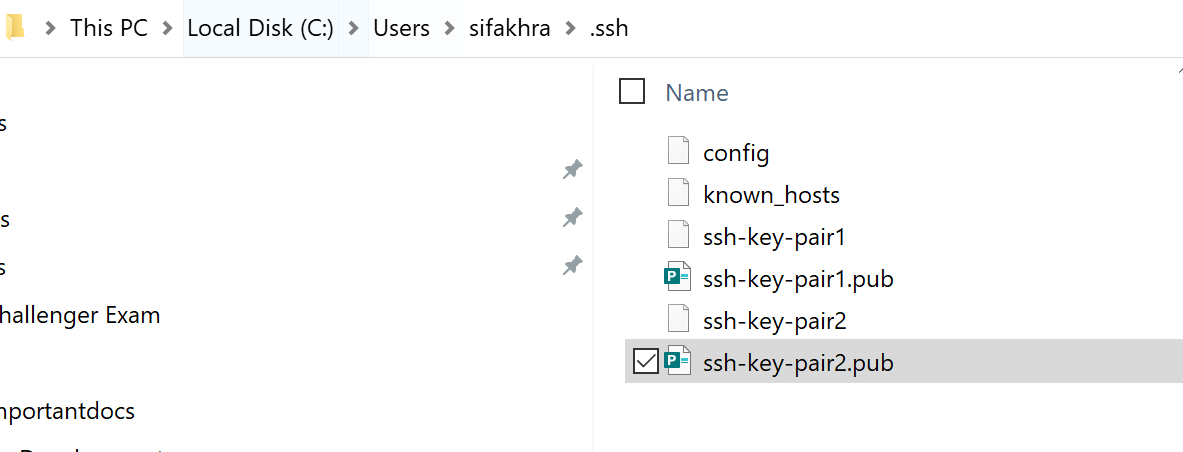 This PC > Local Disk (C:) > Users > sifakhra > .ssh
Name
config
known_hosts
ssh-key-pair1
ssh-key-pair1.pub
ssh-key-pair2
ssh-key-pair2.pub
s
s
s
hallenger Exam
nportantdocs